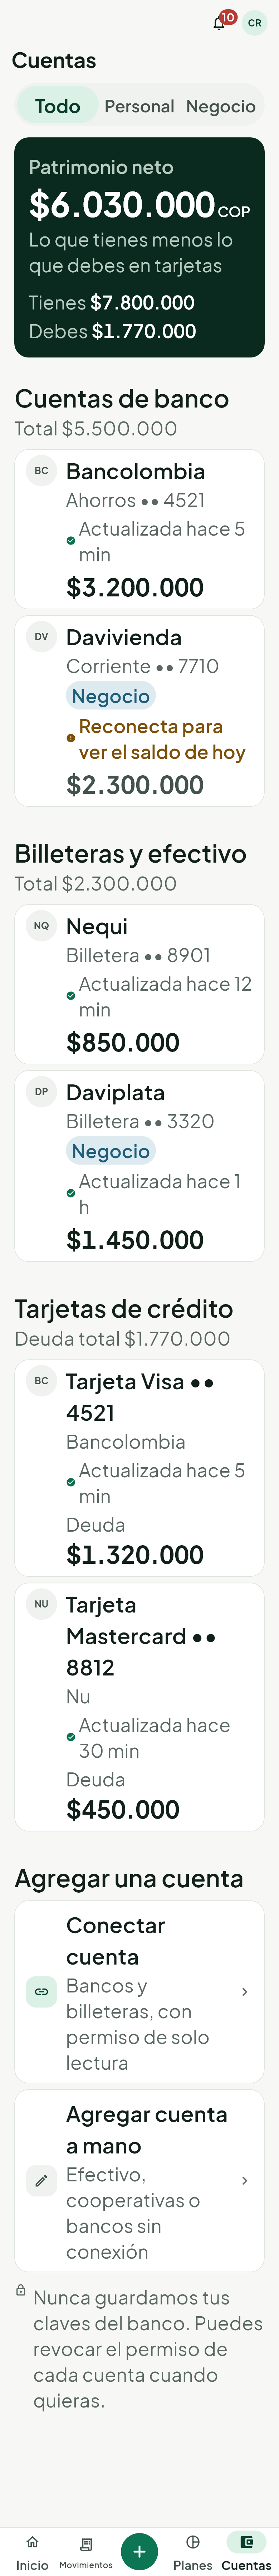 10
CR
Cuentas
Todo Personal Negocio
Patrimonio neto
$6.030.000 COP
Lo que tienes menos lo
que debes en tarjetas
Tienes $7.800.000
Debes $1.770.000
Cuentas de banco
Total $5.500.000
BC
Bancolombia
Ahorros •• 4521
Actualizada hace 5
min
$3.200.000
DV
Davivienda
Corriente •• 7710
Negocio
Reconecta para
ver el saldo de hoy
$2.300.000
Billeteras y efectivo
Total $2.300.000
NQ
Nequi
Billetera •• 8901
Actualizada hace 12
min
$850.000
DP
Daviplata
Billetera •• 3320
Negocio
Actualizada hace 1
h
$1.450.000
Tarjetas de crédito
Deuda total $1.770.000
BC
Tarjeta Visa ••
4521
Bancolombia
Actualizada hace 5
min
Deuda
$1.320.000
NU
Tarjeta
Mastercard ••
8812
Nu
Actualizada hace
30 min
Deuda
$450.000
Agregar una cuenta
Conectar
cuenta
Bancos y
billeteras, con
permiso de solo
lectura
Agregar cuenta
a mano
Efectivo,
cooperativas o
bancos sin
conexión
Nunca guardamos tus
claves del banco. Puedes
revocar el permiso de
cada cuenta cuando
quieras.
Inicio Movimientos Planes Cuentas